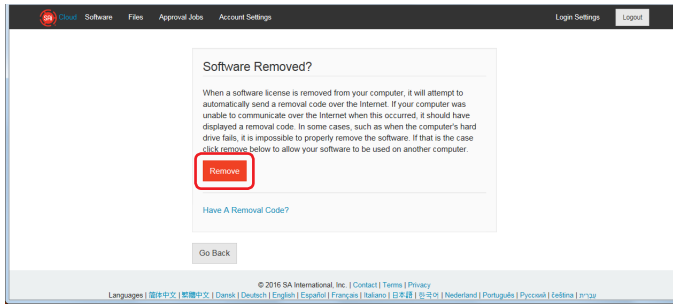 SAi Cloud Software Files Approval Jobs Account Settings Login Settings Logout
Software Removed?
When a software license is removed from your computer, it will attempt to
automatically send a removal code over the Internet. If your computer was
unable to communicate over the Internet when this occurred, it should have
displayed a removal code. In some cases, such as when the computer's hard
drive fails, it is impossible to properly remove the software. If that is the case
click remove below to allow your software to be used on another computer.
Remove
Have A Removal Code?
Go Back
© 2016 SA International, Inc. | Contact | Terms | Privacy
Languages | 简体中文 | 繁體中文 | Dansk | Deutsch | English | Español | Français | Italiano | 日本語 | 한국어 | Nederland | Português | Русский | čeština | עברית